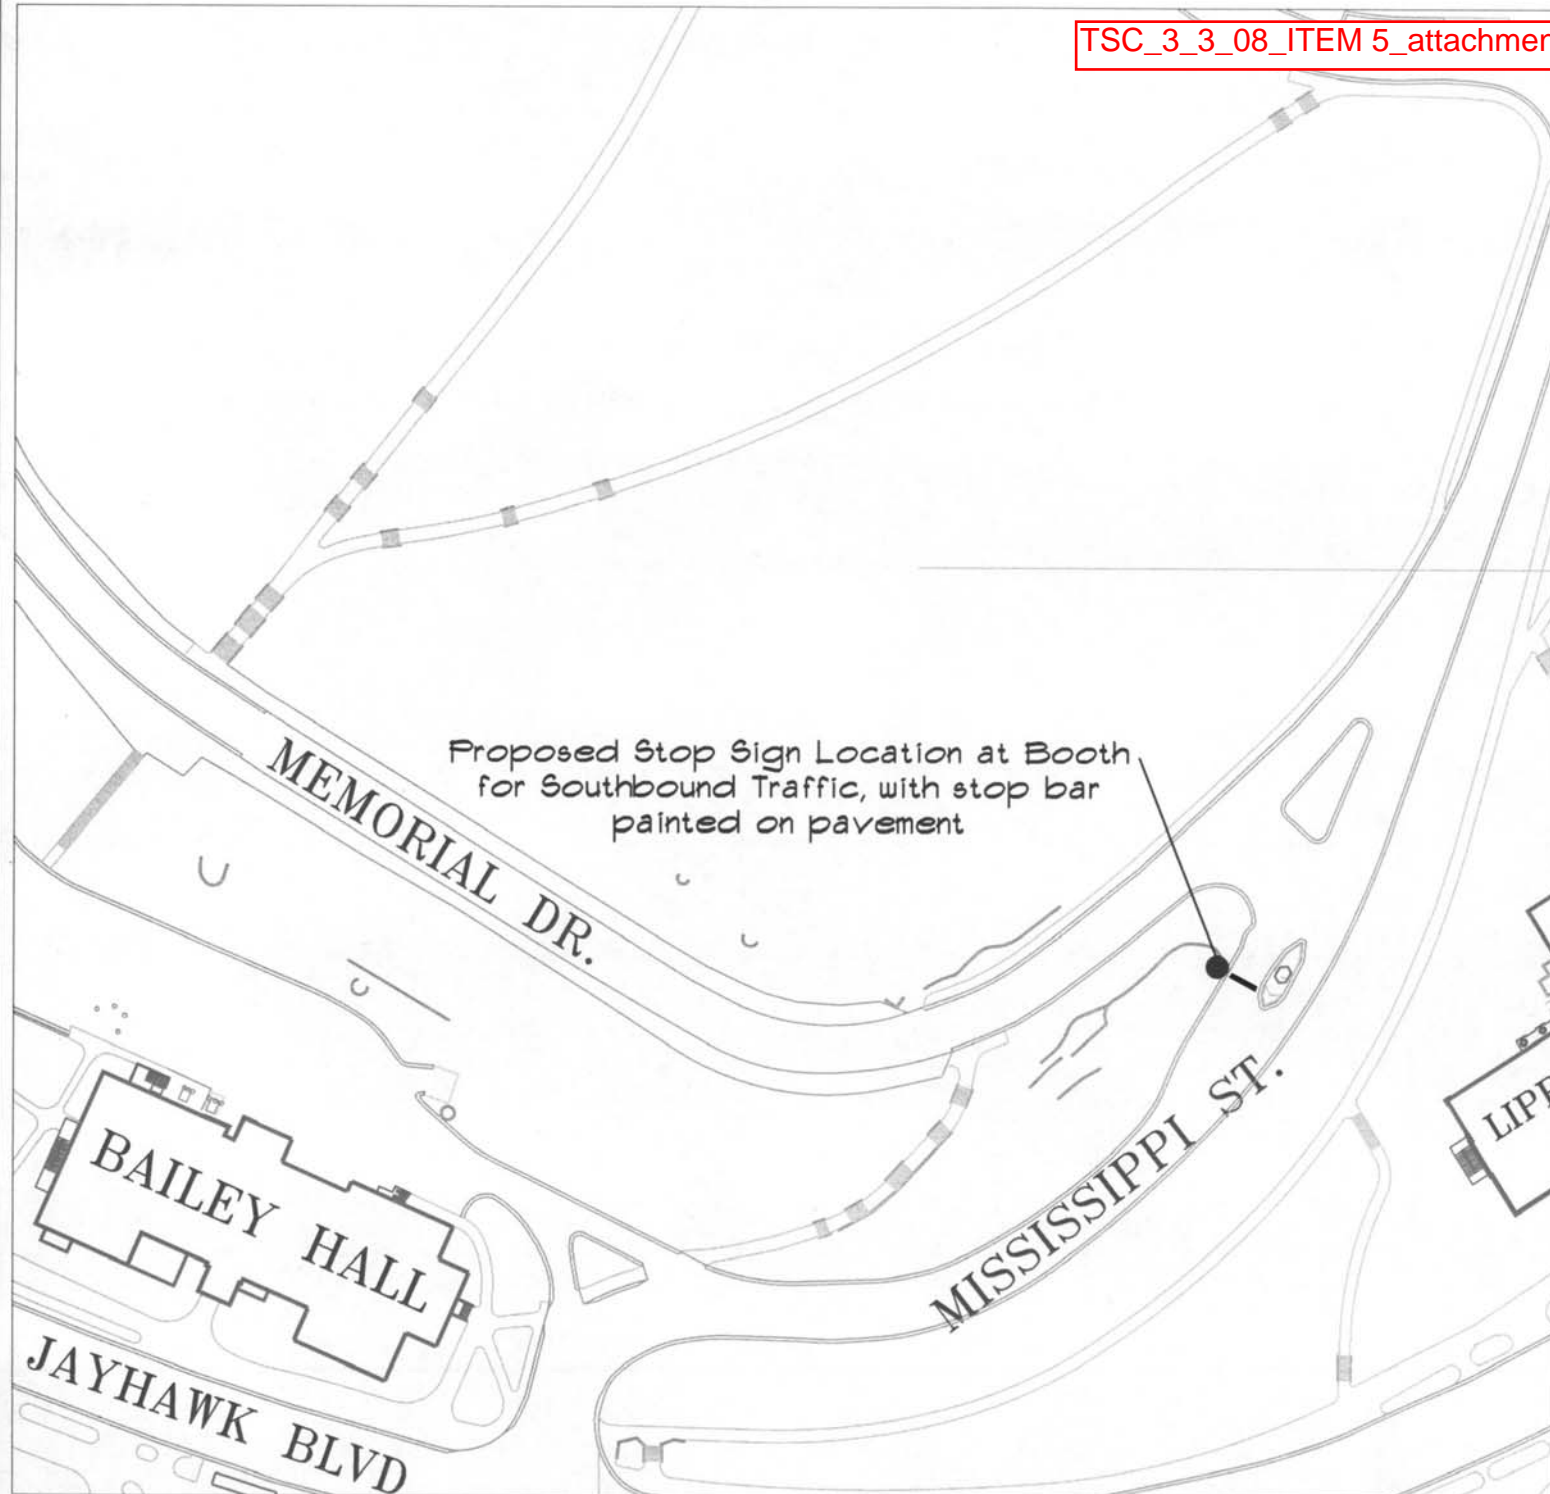 TSC_3_3_08_ITEM 5_attachmen
Proposed Stop Sign Location at Booth
for Southbound Traffic, with stop bar
painted on pavement
MEMORIAL DR.
MISSISSIPPI ST.
BAILEY HALL
JAYHAWK BLVD